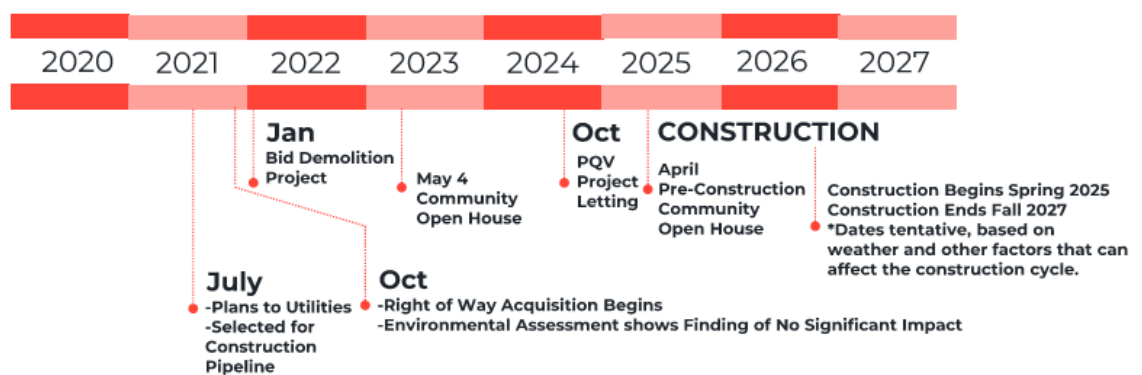 2020 2021 2022 2023 2024 2025 2026 2027
Jan
Bid Demolition
Project
May 4
Community
Open House
Oct
PQV
Project
Letting
CONSTRUCTION
April
Pre-Construction
Community
Open House
Construction Begins Spring 2025
Construction Ends Fall 2027
*Dates tentative, based on
weather and other factors that can
affect the construction cycle.
July
-Plans to Utilities
-Selected for
Construction
Pipeline
Oct
-Right of Way Acquisition Begins
-Environmental Assessment shows Finding of No Significant Impact